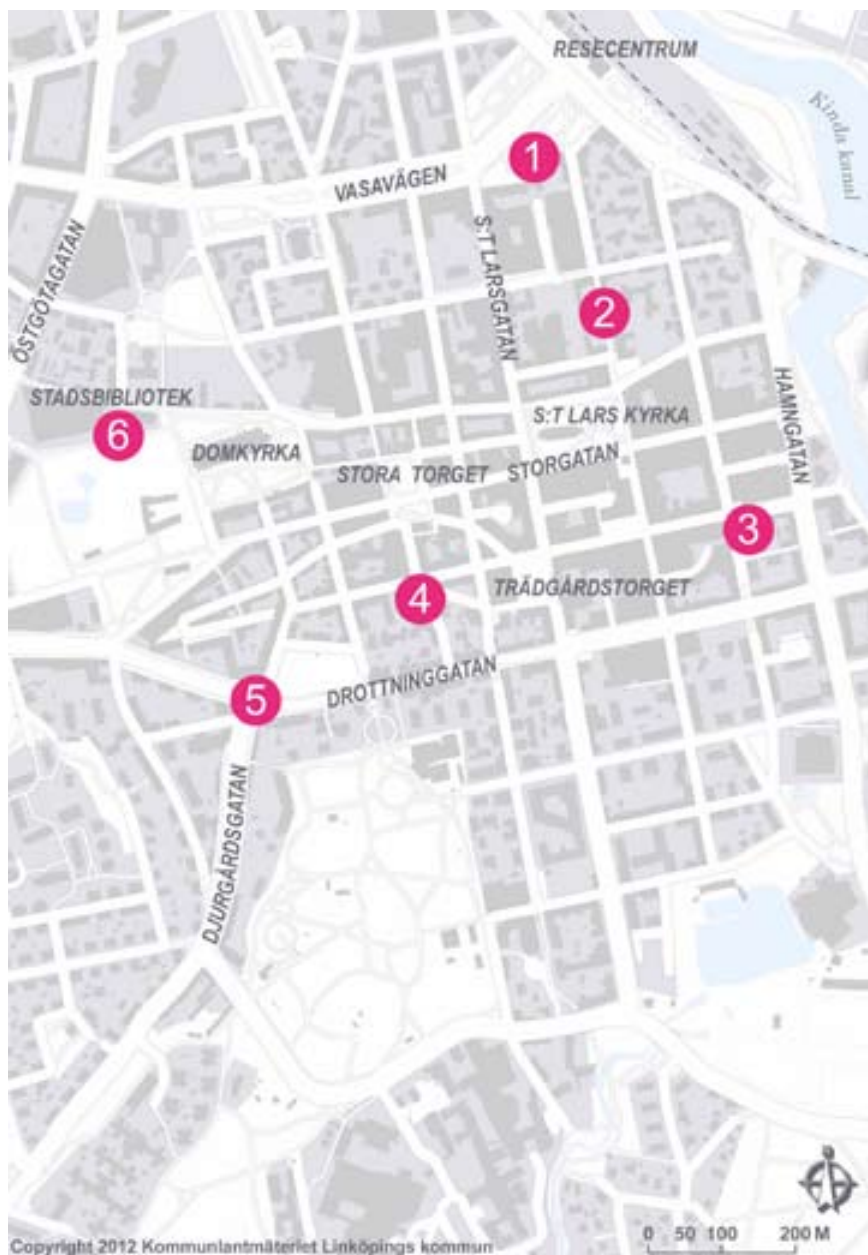 RESECENTRUM
Kinda kanal
1
VASAVÄGEN
S:T LARSGATAN
ÖSTGÖTAGATAN
2
HAMNGATAN
STADSBIBLIOTEK
6
S:T LARS KYRKA
DOMKYRKA
STORA TORGET
STORGATAN
3
4
TRÄDGÅRDSTORGET
5
DROTTNINGGATAN
DJURGÅRDSGATAN
Copyright 2012 Kommunlantmäteriet Linköpings kommun
0 50 100 200 M